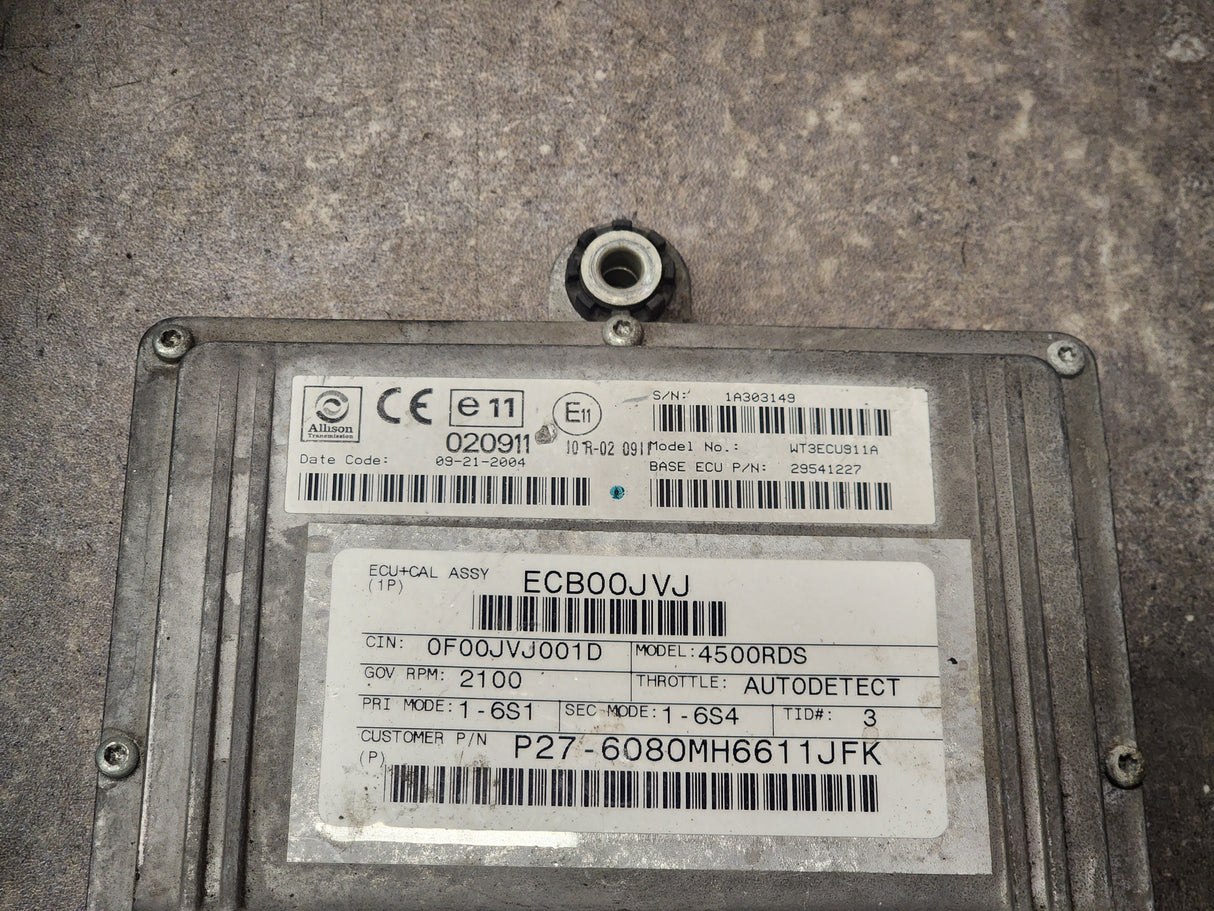 Allison
Transmission
CE
e 11
020911
E11
10 R-02 0911
Date Code: 09-21-2004
S/N: 1A303149
Model No.: WT3ECU911A
BASE ECU P/N: 29541227
ECU+CAL ASSY
(1P)
ECB00JVJ
CIN: 0F00JVJ001D
MODEL: 4500RDS
GOV RPM: 2100
THROTTLE: AUTODETECT
PRI MODE: 1-6S1
SEC MODE: 1-6S4
TID#: 3
CUSTOMER P/N
(P)
P27-6080MH6611JFK